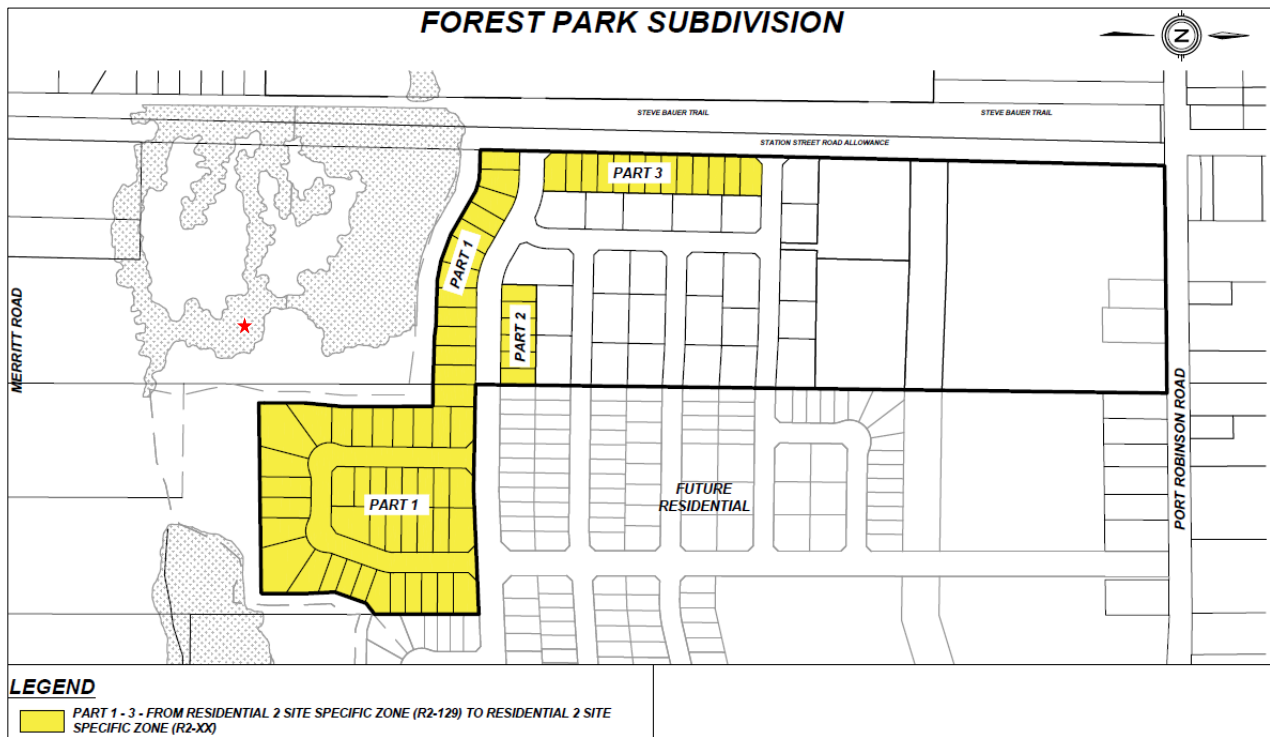 FOREST PARK SUBDIVISION
Z
STEVE BAUER TRAIL
STEVE BAUER TRAIL
STATION STREET ROAD ALLOWANCE
PART 3
PART 1
PART 2
MERRITT ROAD
PORT ROBINSON ROAD
PART 1
FUTURE
RESIDENTIAL
LEGEND
PART 1 - 3 - FROM RESIDENTIAL 2 SITE SPECIFIC ZONE (R2-129) TO RESIDENTIAL 2 SITE
SPECIFIC ZONE (R2-XX)